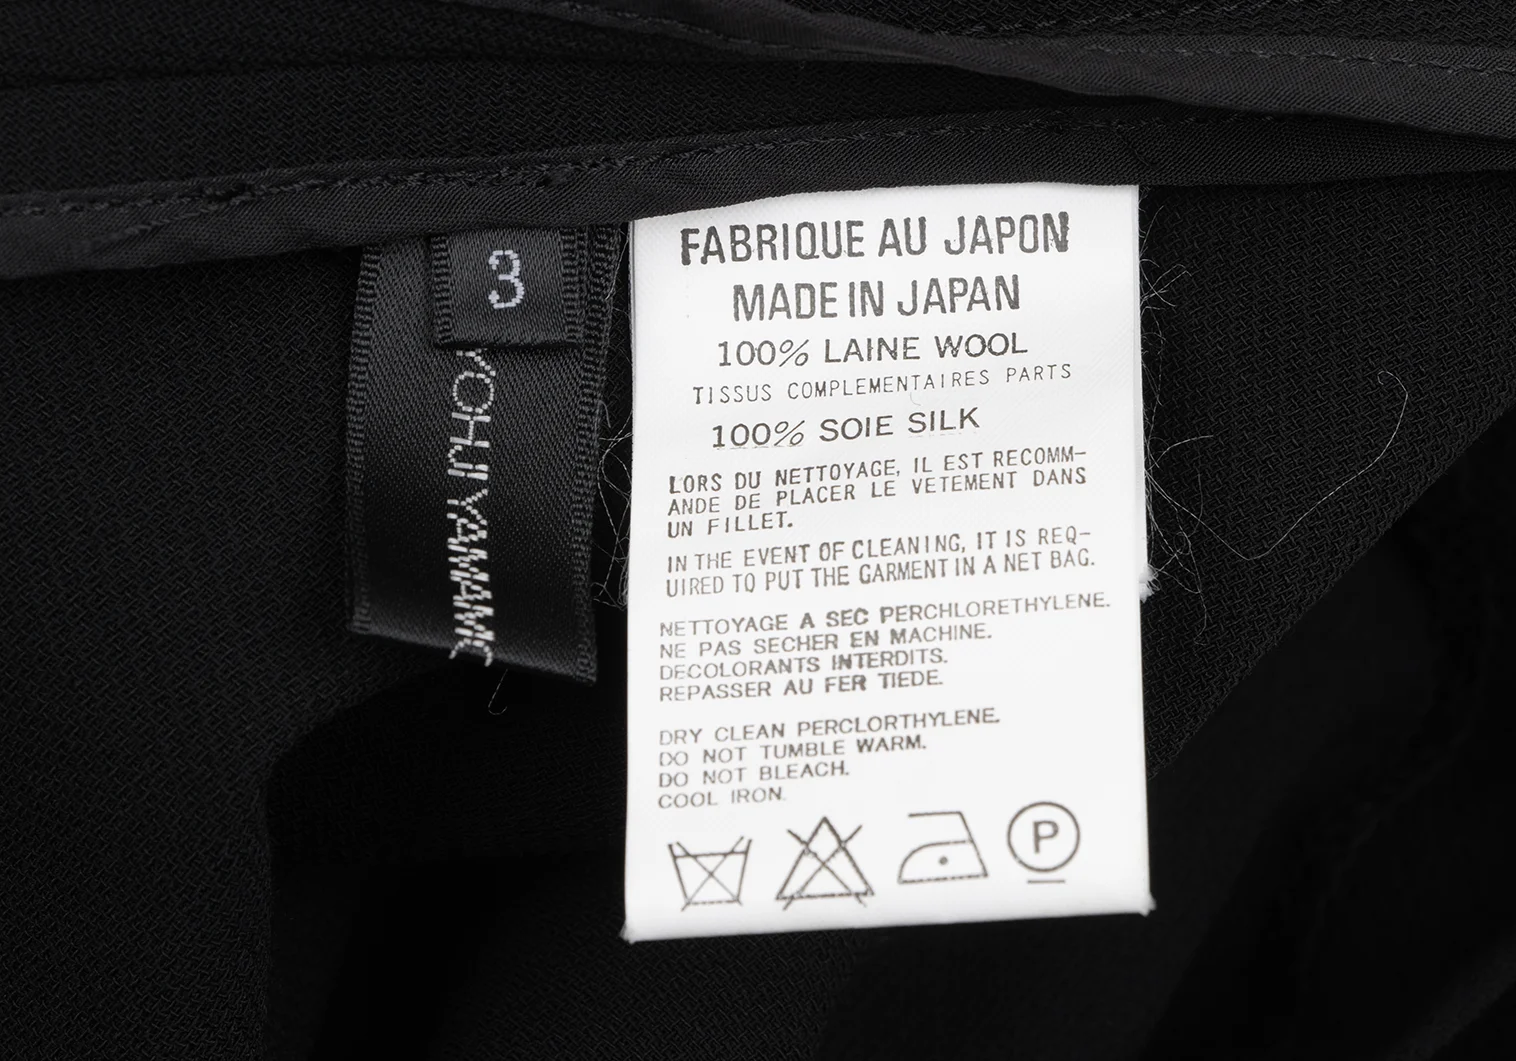 3
YOHJI YAMAMO
FABRIQUE AU JAPON
MADE IN JAPAN
100% LAINE WOOL
TISSUS COMPLEMENTAIRES PARTS
100% SOIE SILK
LORS DU NETTOYAGE, IL EST RECOMM-
ANDE DE PLACER LE VETEMENT DANS
UN FILLET.
IN THE EVENT OF CLEANING, IT IS REQ-
UIRED TO PUT THE GARMENT IN A NET BAG.
NETTOYAGE A SEC PERCHLORETHYLENE.
NE PAS SECHER EN MACHINE.
DECOLORANTS INTERDITS.
REPASSER AU FER TIEDE.
DRY CLEAN PERCLORTHYLENE.
DO NOT TUMBLE WARM.
DO NOT BLEACH.
COOL IRON.
P